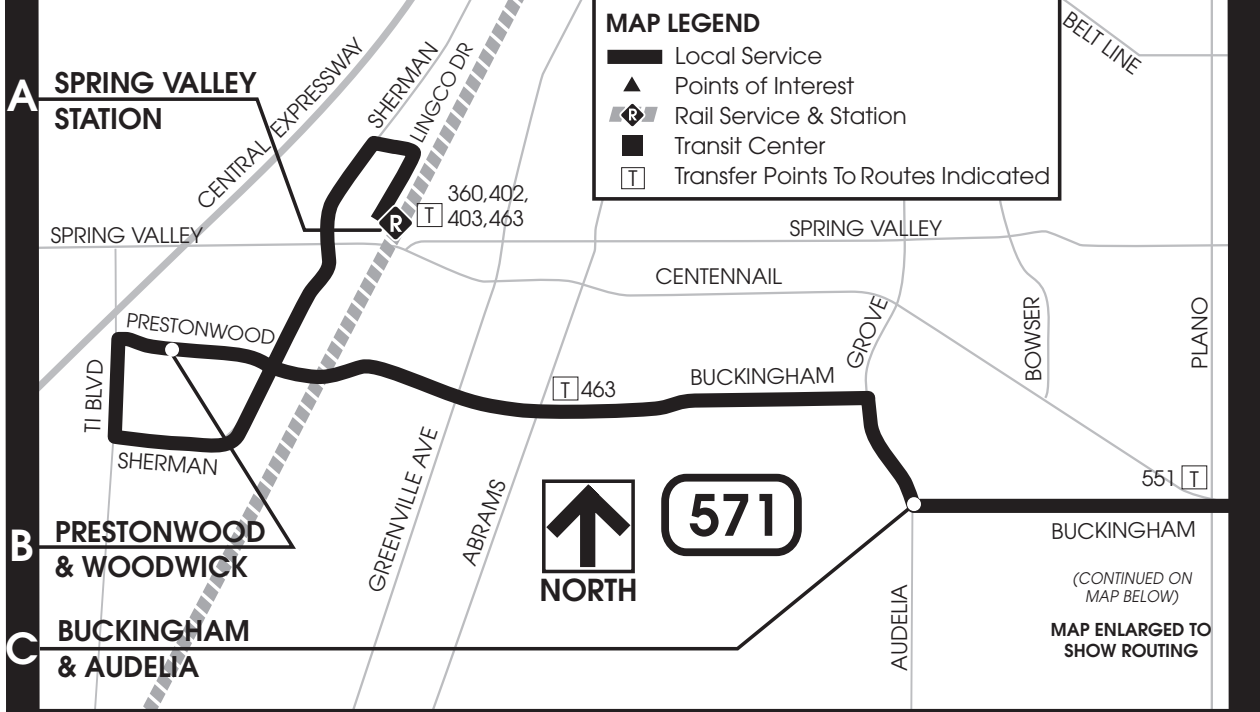 MAP LEGEND
Local Service
Points of Interest
R
Rail Service & Station
Transit Center
T
Transfer Points To Routes Indicated
BELT LINE
A
SPRING VALLEY
STATION
CENTRAL EXPRESSWAY
SHERMAN
LINGCO DR
R
T
360,402,
403,463
SPRING VALLEY
SPRING VALLEY
CENTENNAIL
PRESTONWOOD
TI BLVD
SHERMAN
T 463
BUCKINGHAM
GROVE
BOWSER
PLANO
GREENVILLE AVE
ABRAMS
571
NORTH
551 T
BUCKINGHAM
(CONTINUED ON
MAP BELOW)
MAP ENLARGED TO
SHOW ROUTING
AUDELIA
B
PRESTONWOOD
& WOODWICK
C
BUCKINGHAM
& AUDELIA